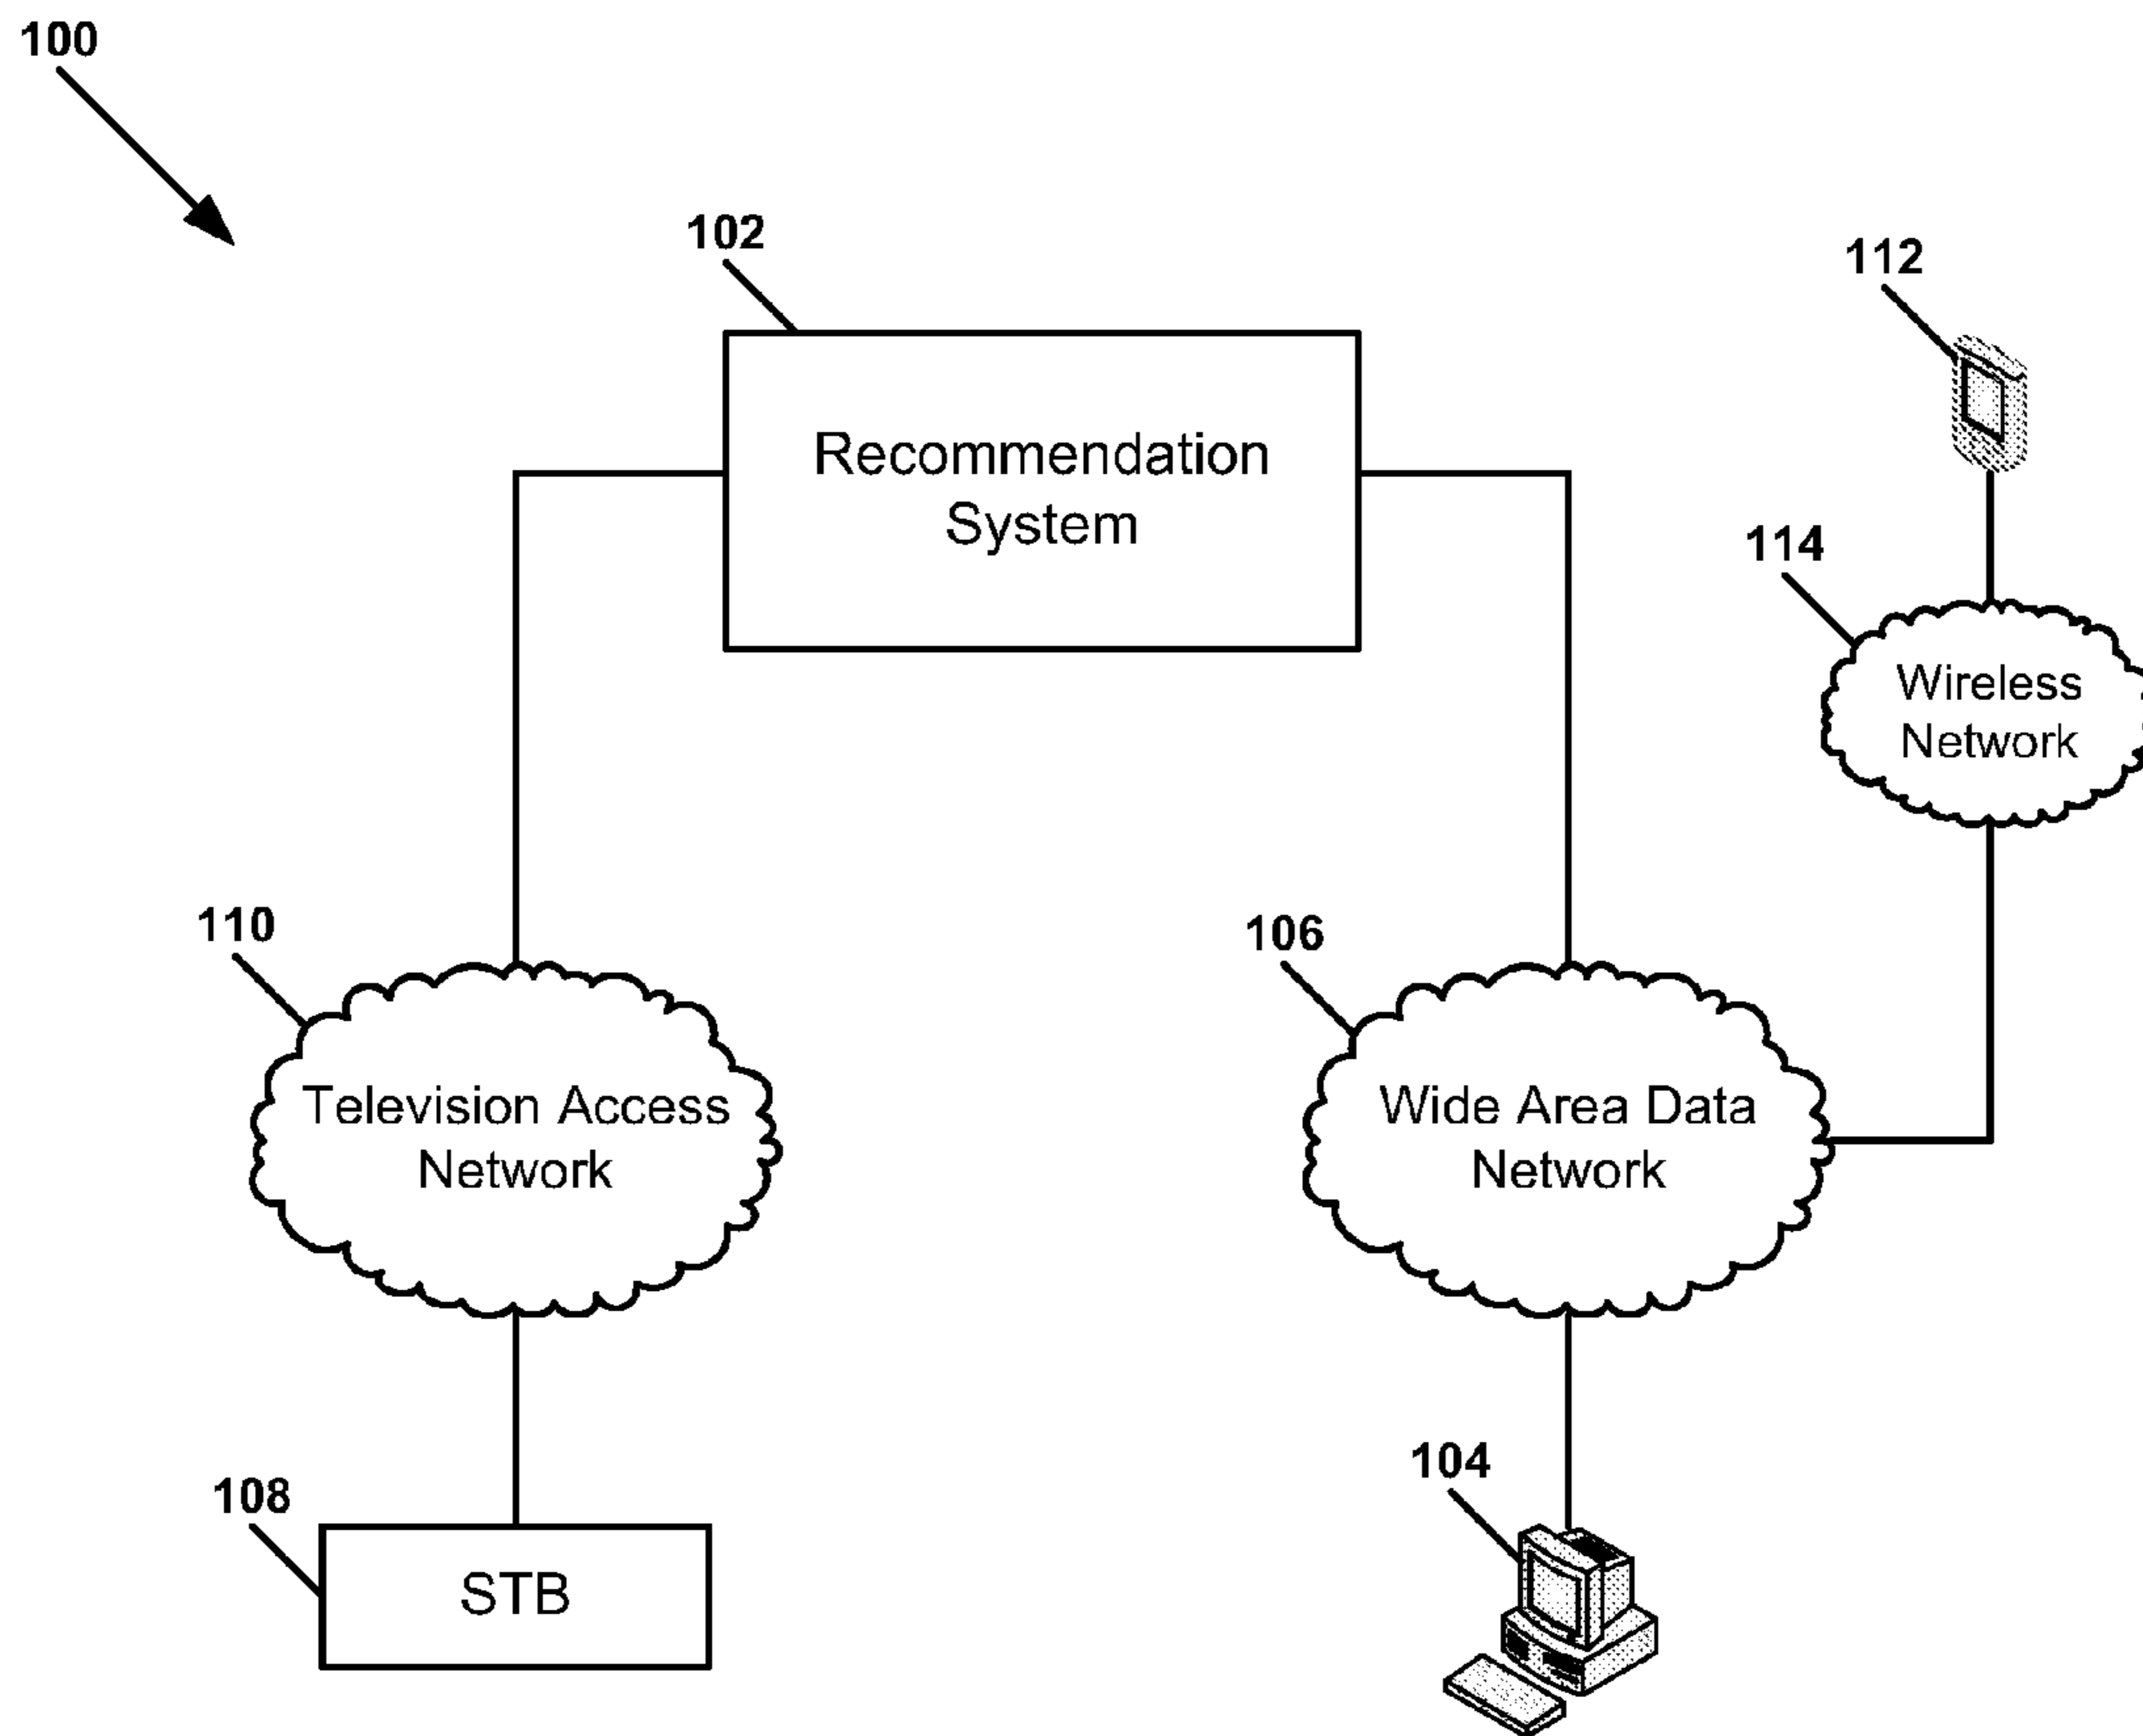 100
102
112
Recommendation
System
114
Wireless
Network
110
106
Television Access
Network
Wide Area Data
Network
108
104
STB